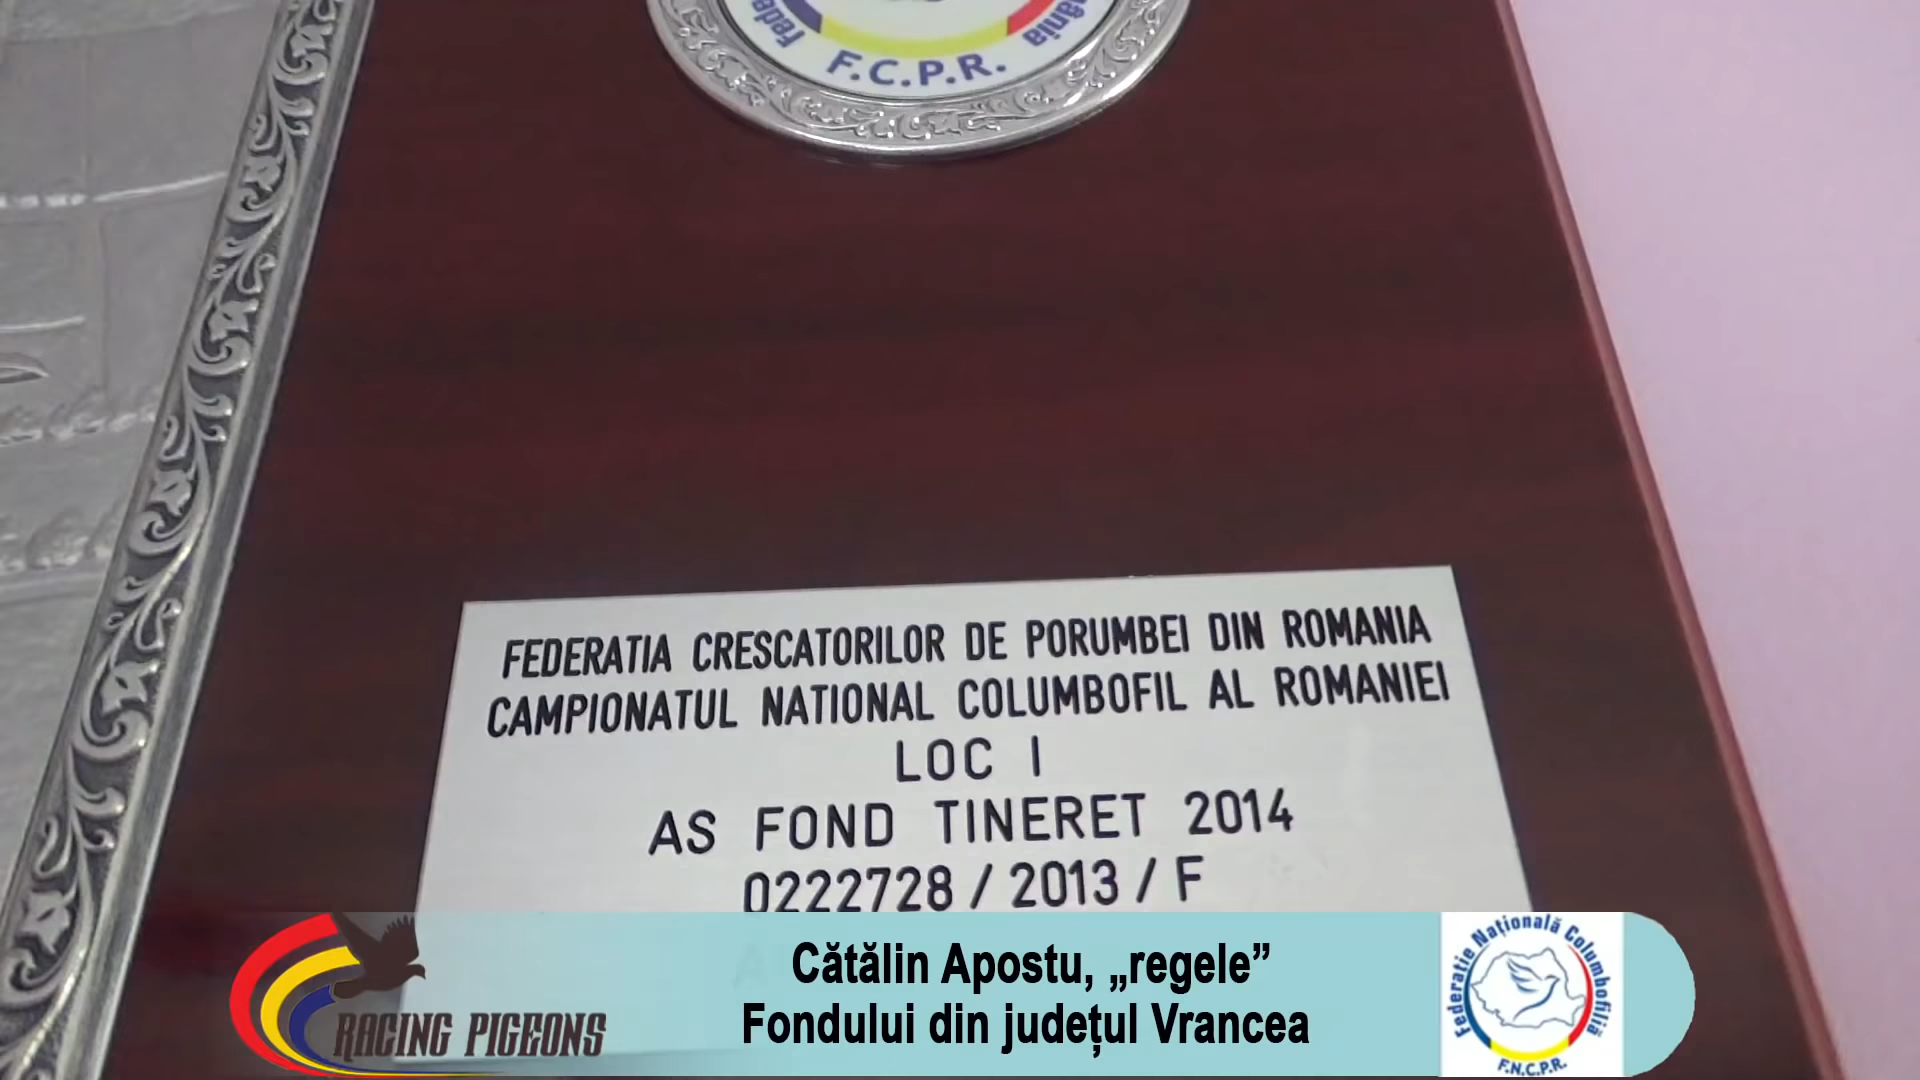 F.C.P.R.
FEDERATIA CRESCATORILOR DE PORUMBEI DIN ROMANIA
CAMPIONATUL NATIONAL COLUMBOFIL AL ROMANIEI
LOC I
AS FOND TINERET 2014
0222728 / 2013 / F
Cătălin Apostu, „regele”
Fondului din județul Vrancea
RACING PIGEONS
Federatie Națională Columbofilă
F.N.C.P.R.